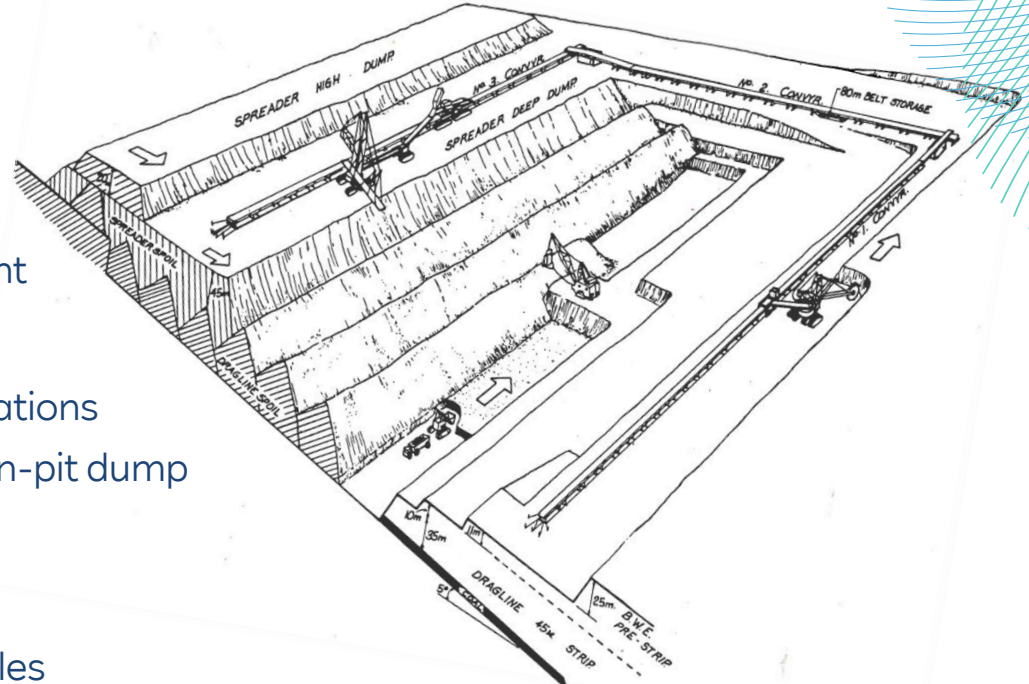 SPREADER HIGH DUMP
No. 3. CONVYR.
No. 2. CONVYR.
80m BELT STORAGE
SPREADER DEEP DUMP
SPREADER SPOIL
45m
No. 1. CONVYR.
DRAGLINE SPOIL
nt
ations
n-pit dump
les
10m
35m
11m
5°
DRAGLINE 45m STRIP.
25m. B.W.E. PRE-STRIP.